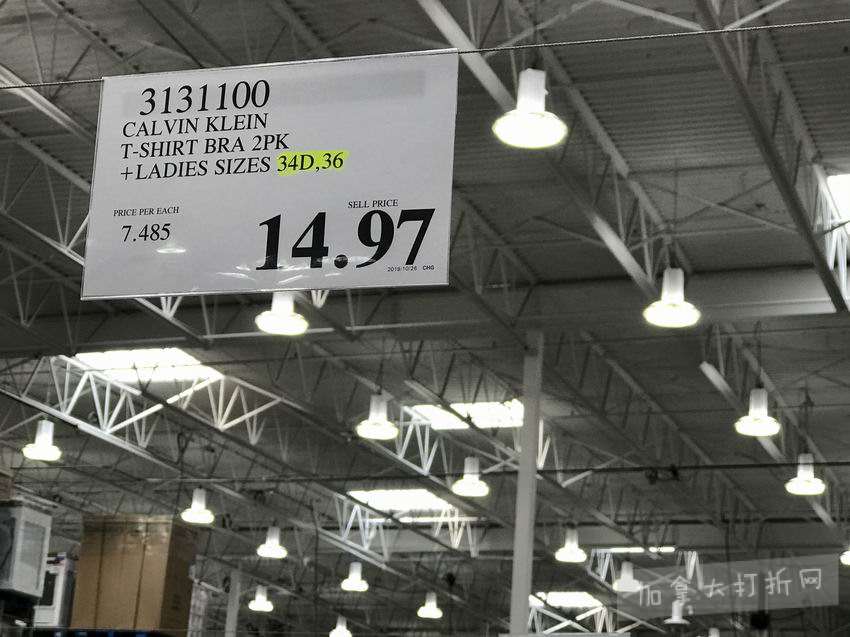 3131100
CALVIN KLEIN
T-SHIRT BRA 2PK
+LADIES SIZES 34D,36
PRICE PER EACH
7.485
SELL PRICE
14.97
2019/10/26 CHG
加拿大打折网